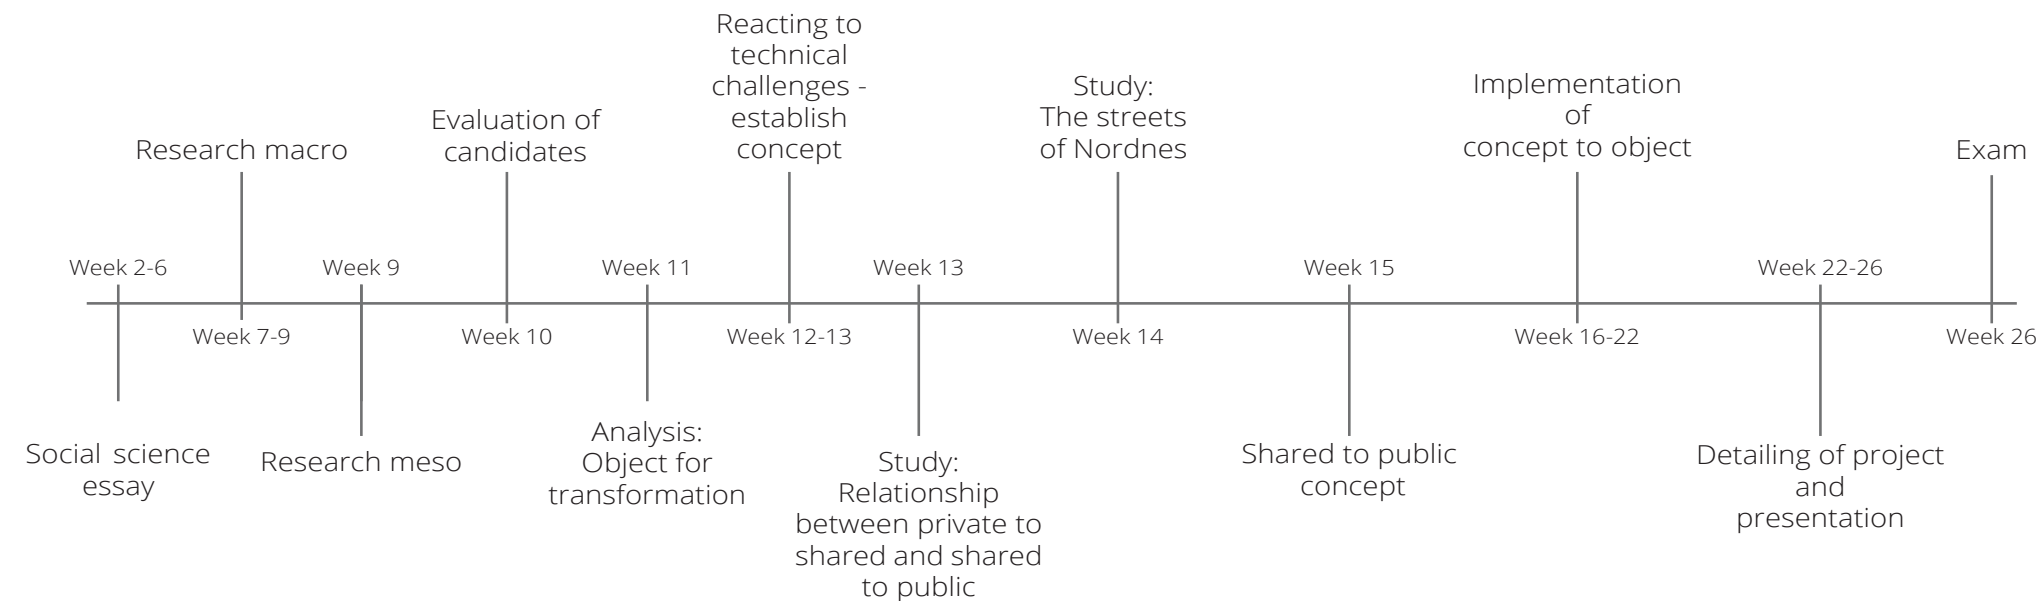 Social science
essay
Week 2-6
Research macro
Week 7-9
Week 9
Research meso
Evaluation of
candidates
Week 10
Week 11
Analysis:
Object for
transformation
Reacting to
technical
challenges -
establish
concept
Week 12-13
Week 13
Study:
Relationship
between private to
shared and shared
to public
Study:
The streets
of Nordnes
Week 14
Week 15
Shared to public
concept
Implementation
of
concept to object
Week 16-22
Week 22-26
Detailing of project
and
presentation
Exam
Week 26